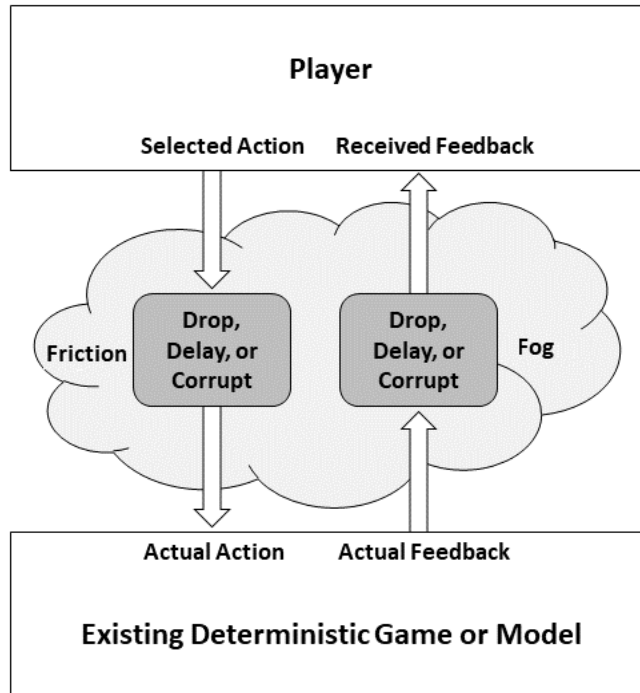 Player
Selected Action
Received Feedback
Friction
Drop,
Delay, or
Corrupt
Drop,
Delay, or
Corrupt
Fog
Actual Action
Actual Feedback
Existing Deterministic Game or Model